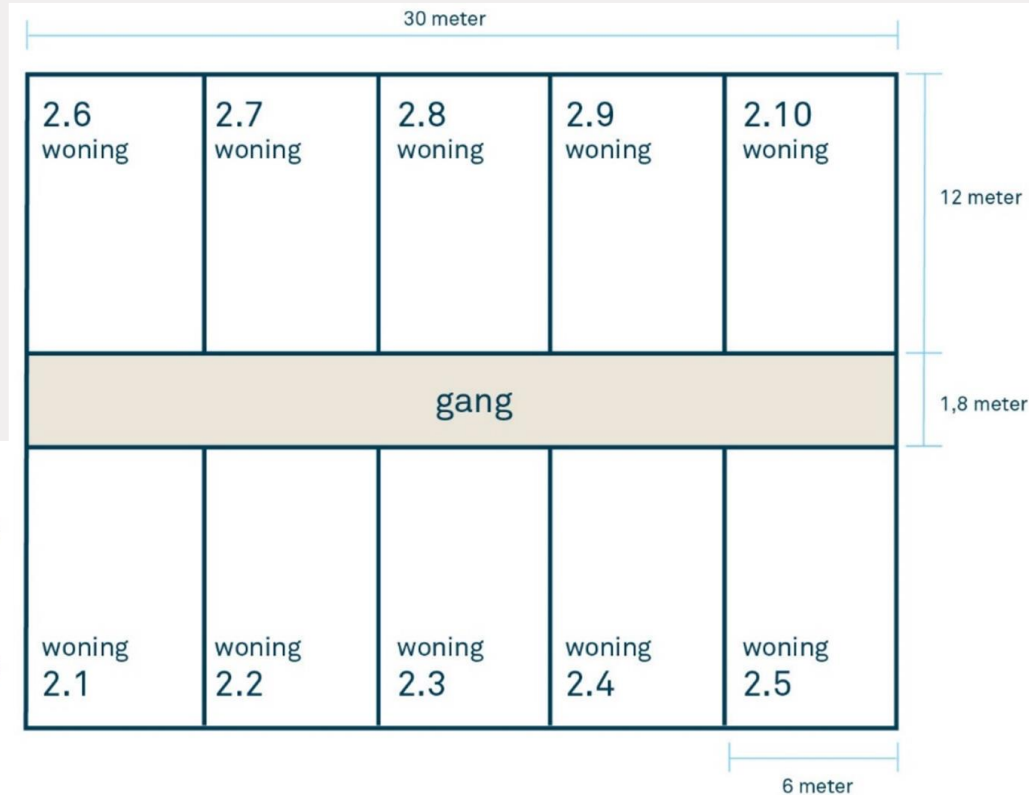 30 meter
2.6
woning
2.7
woning
2.8
woning
2.9
woning
2.10
woning
12 meter
gang
1,8 meter
woning
2.1
woning
2.2
woning
2.3
woning
2.4
woning
2.5
6 meter